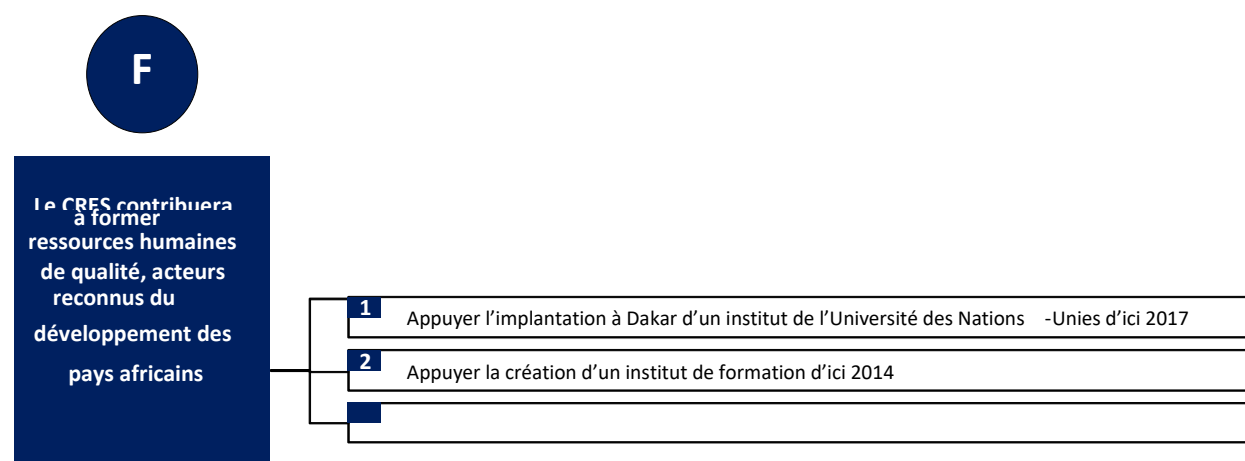 F
Le CRES contribuera
à former
ressources humaines
de qualité, acteurs
reconnus du
développement des
pays africains
1
Appuyer l’implantation à Dakar d’un institut de l’Université des Nations -Unies d’ici 2017
2
Appuyer la création d’un institut de formation d’ici 2014